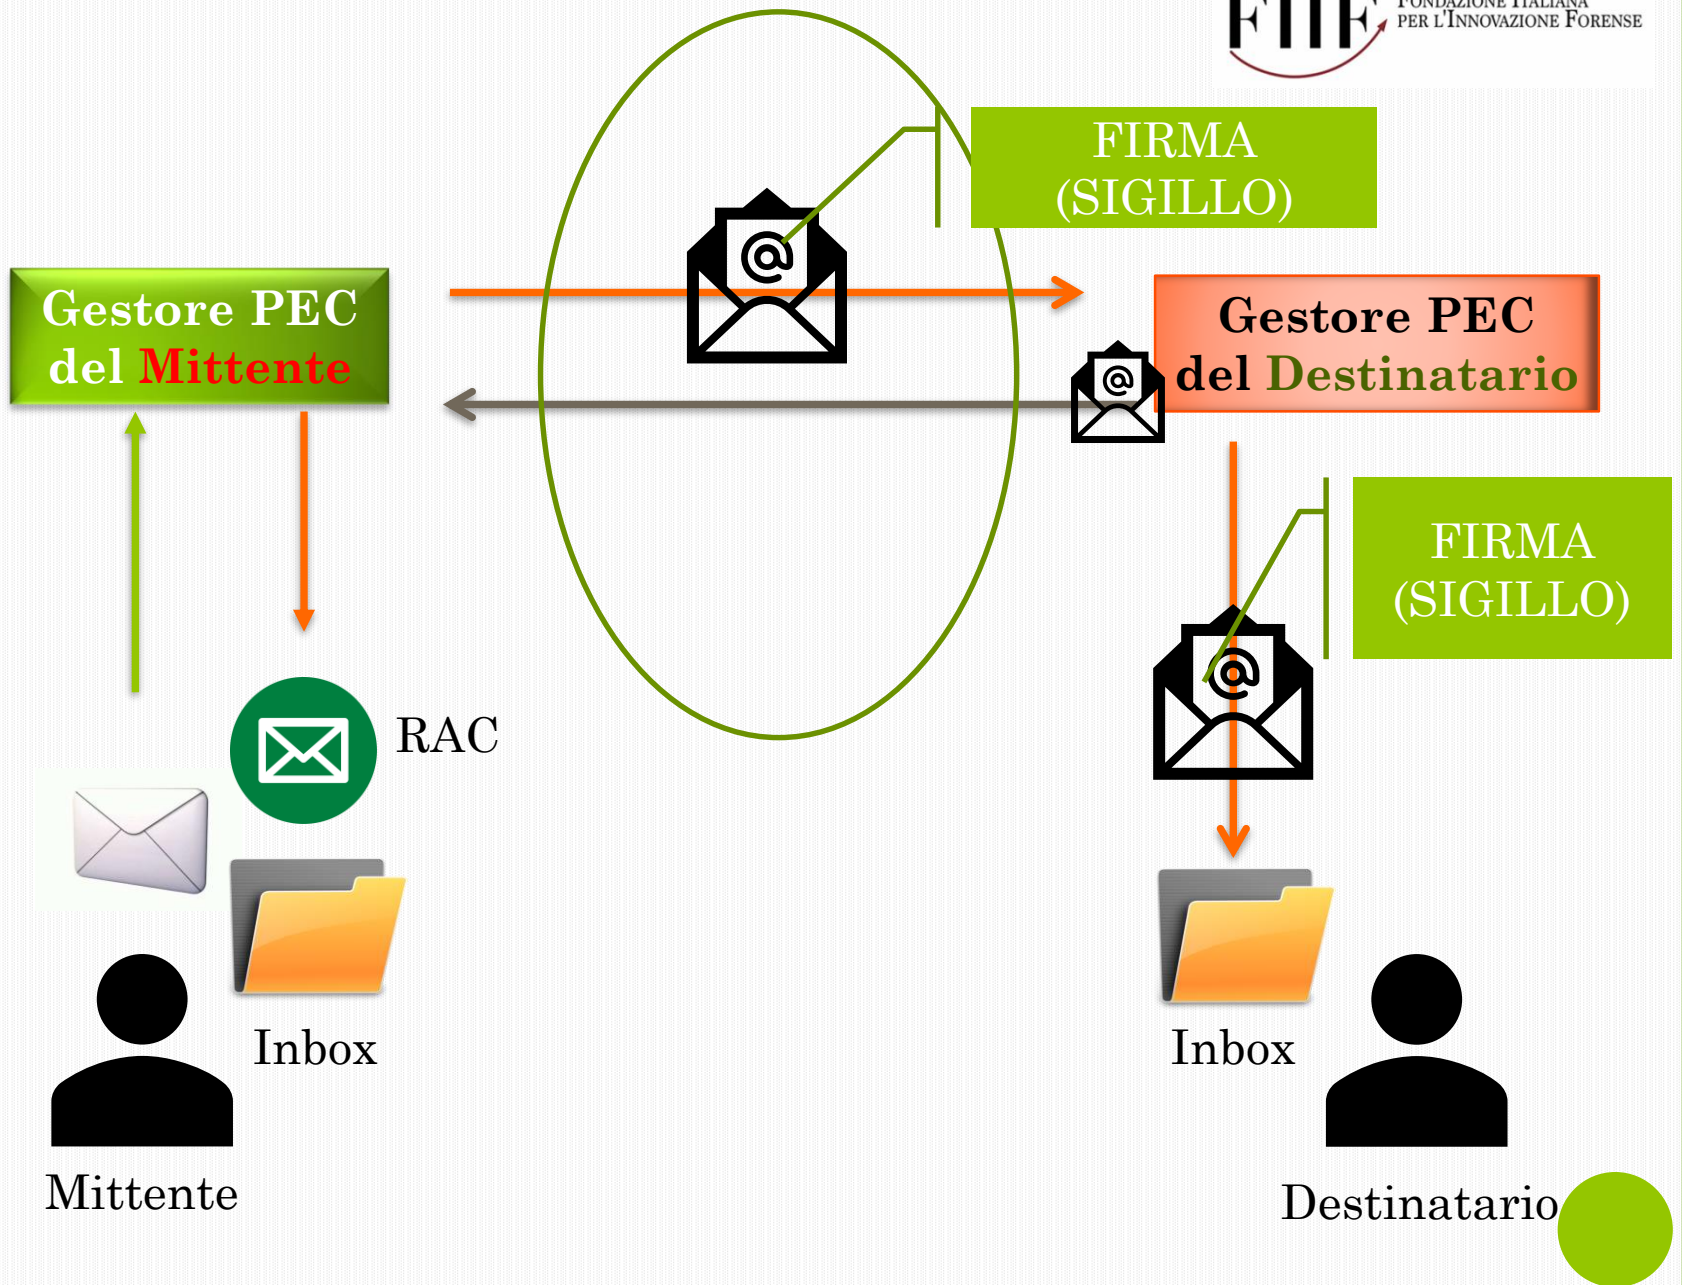 FIIF
FONDAZIONE ITALIANA
PER L'INNOVAZIONE FORENSE
FIRMA
(SIGILLO)
Gestore PEC
del Mittente
Gestore PEC
del Destinatario
FIRMA
(SIGILLO)
RAC
Inbox
Inbox
Mittente
Destinatario